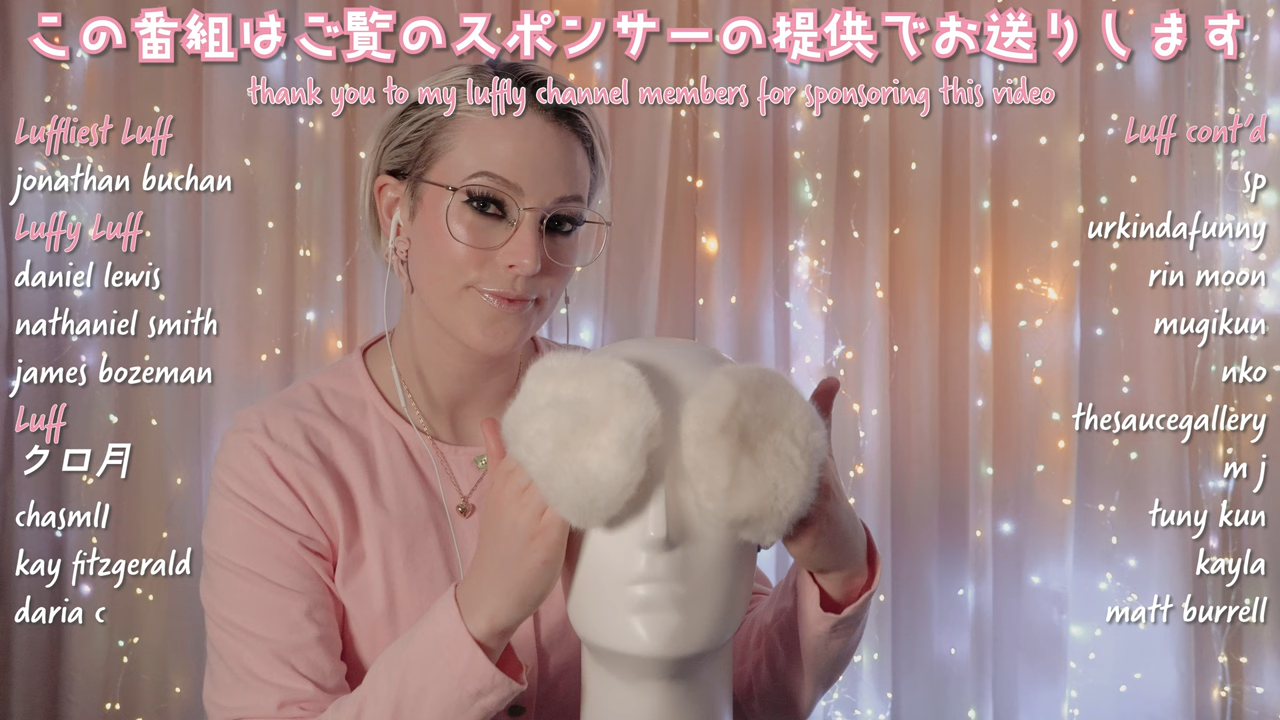 この番組はご覧のスポンサーの提供でお送りします
thank you to my luffly channel members for sponsoring this video
Luffliest Luff
jonathan buchan
Luffy Luff
daniel lewis
nathaniel smith
james bozeman
Luff
クロ月
chasmll
kay fitzgerald
daria c
Luff cont'd
sp
urkindafunny
rin moon
mugikun
nko
thesaucegallery
m j
tuny kun
kayla
matt burrell